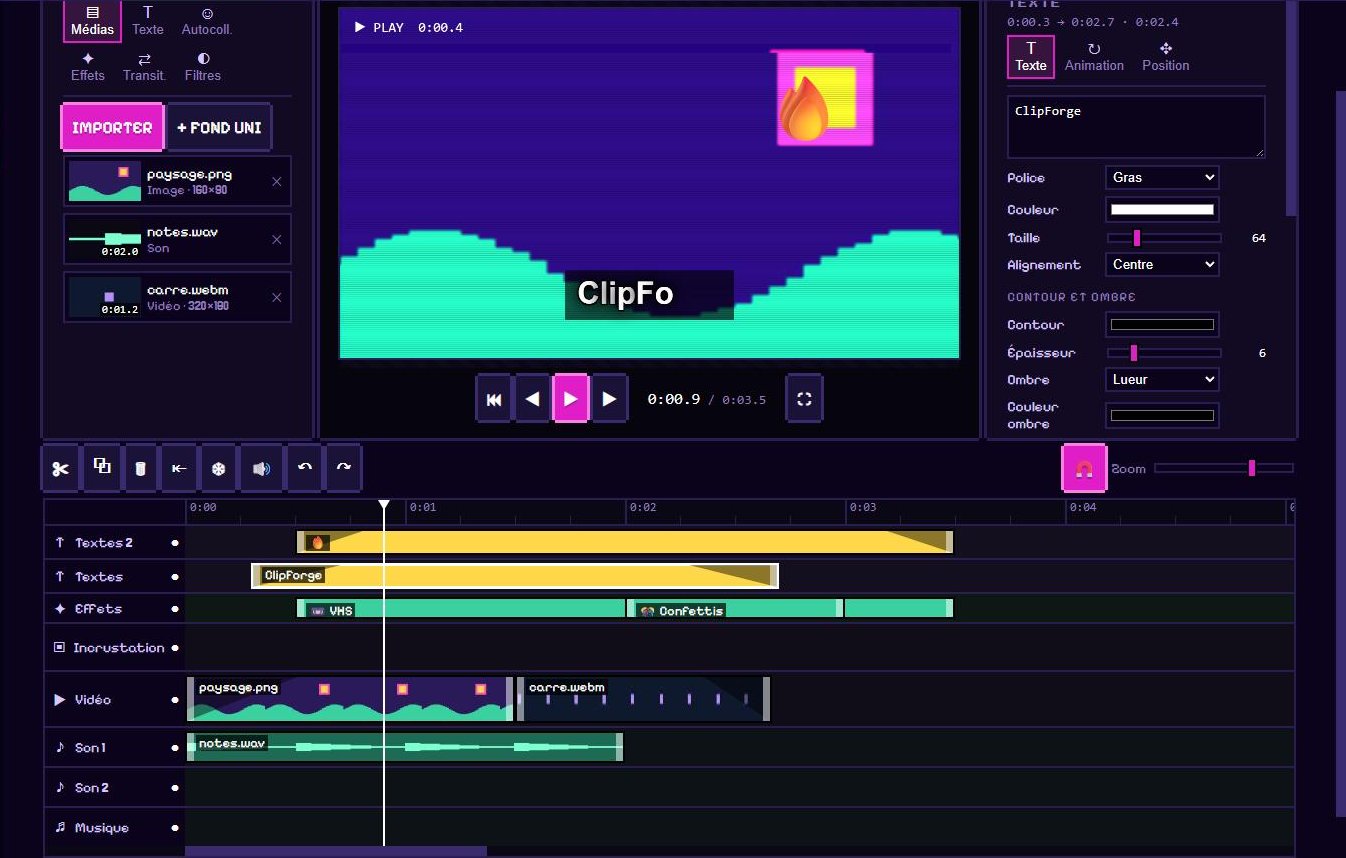 Médias Texte Autocoll.
Effets Transit. Filtres
IMPORTER + FOND UNI
paysage.png
Image · 160×90
notes.wav
0:02.0 Son
carre.webm
0:01.2 Vidéo · 320×180
PLAY 0:00.4
ClipFo
0:00.9 / 0:03.5
TEXTE
0:00.3 → 0:02.7 · 0:02.4
Texte Animation Position
ClipForge
Police Gras
Couleur
Taille 64
Alignement Centre
CONTOUR ET OMBRE
Contour
Épaisseur 6
Ombre Lueur
Couleur
ombre
Zoom
0:00 0:01 0:02 0:03 0:04
Textes 2
Textes ClipForge
Effets VHS Confettis
Incrustation
Vidéo paysage.png carre.webm
Son 1 notes.wav
Son 2
Musique